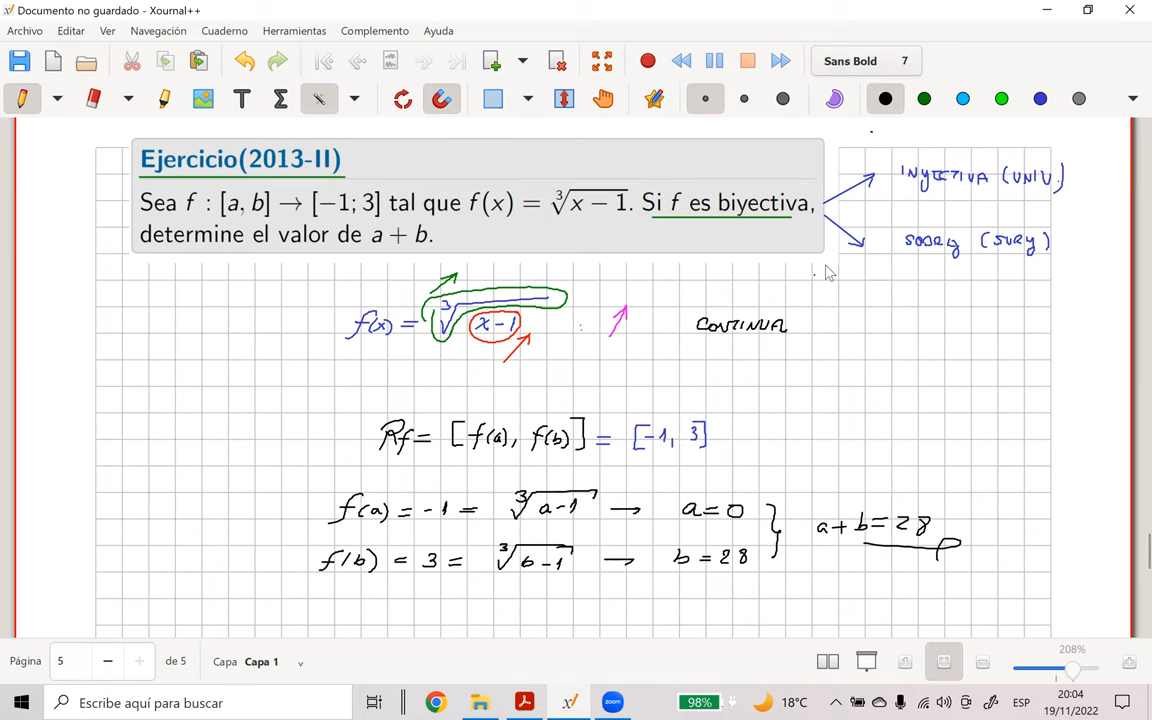 Documento no guardado - Xournal++
Archivo Editar Ver Navegación Cuaderno Herramientas Complemento Ayuda
Sans Bold 7
Ejercicio(2013-II)
Sea f : [a, b] → [−1; 3] tal que f(x) = ∛(x − 1). Si f es biyectiva,
determine el valor de a + b.
INYECTIVA (UNIV.)
SOBREY (SURY)
f(x) = ∛(x-1) :
CONTINUA
Rf = [f(a), f(b)] = [-1, 3]
f(a) = -1 = ∛(a-1) → a=0
f(b) = 3 = ∛(b-1) → b=28
a+b=28
Página 5 de 5 Capa Capa 1
208%
Escribe aquí para buscar
zoom
98%
18°C
ESP
20:04
19/11/2022